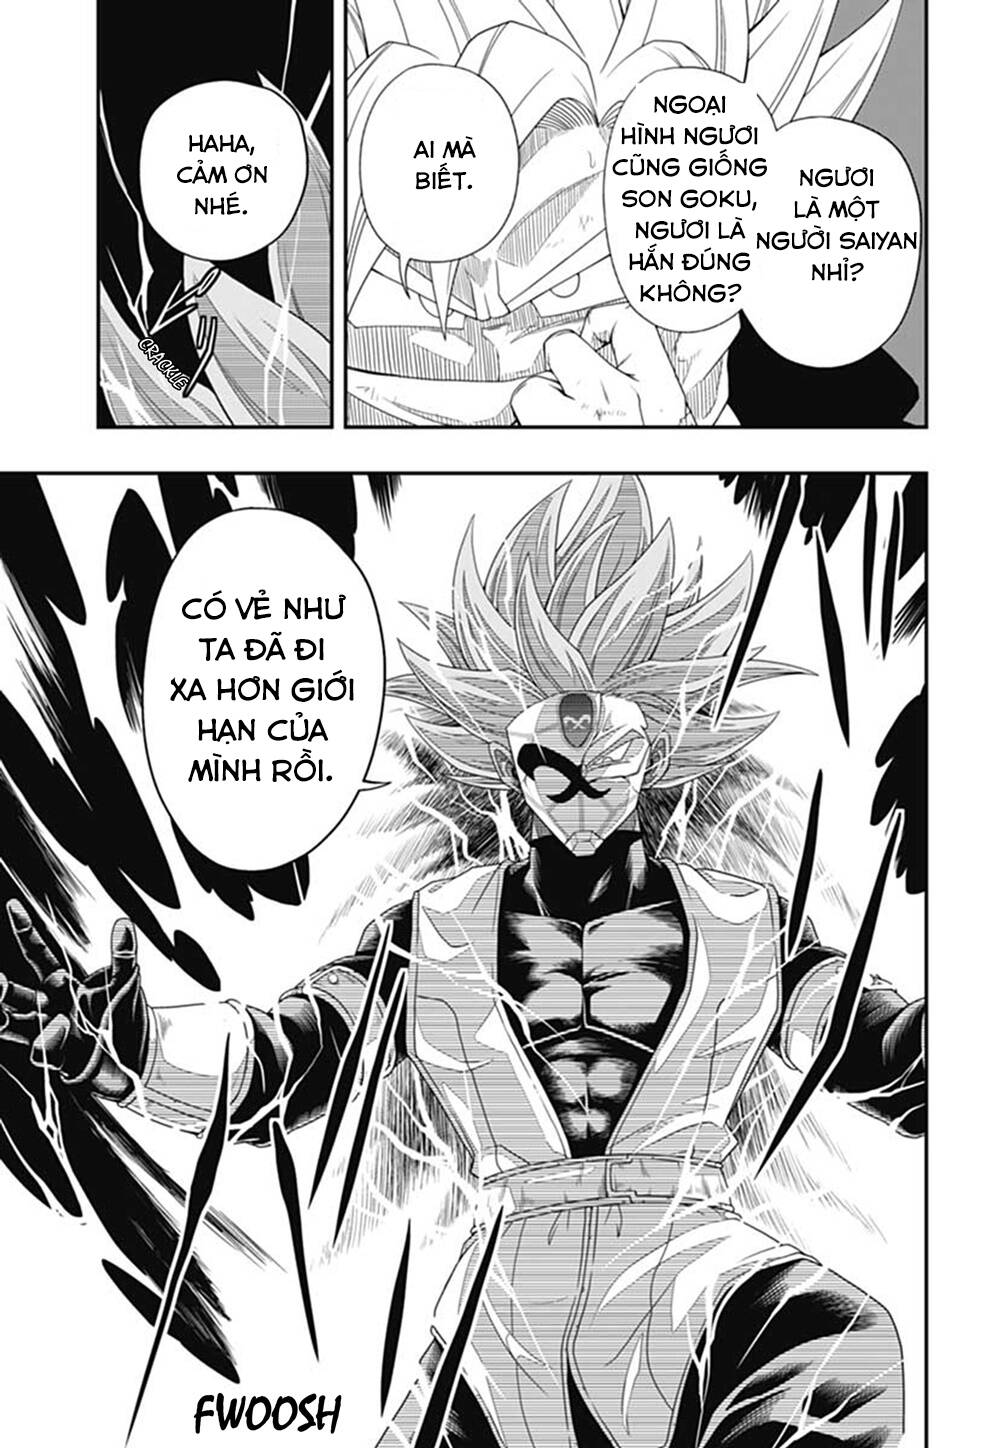 NGƯƠI
LÀ MỘT
NGƯỜI SAIYAN
NHỈ?
NGOẠI
HÌNH NGƯƠI
CŨNG GIỐNG
SON GOKU,
NGƯƠI LÀ
HẮN ĐÚNG
KHÔNG?
AI MÀ
BIẾT.
HAHA,
CẢM ƠN
NHÉ.
CRACKLE
CÓ VẺ NHƯ
TA ĐÃ ĐI
XA HƠN GIỚI
HẠN CỦA
MÌNH RỒI.
FWOOSH